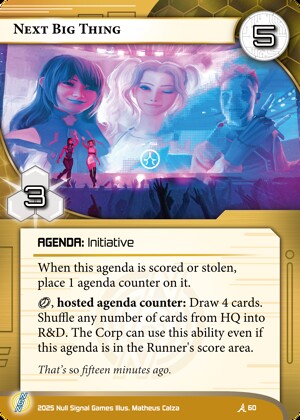 Next Big Thing
5
3
AGENDA: Initiative
When this agenda is scored or stolen,
place 1 agenda counter on it.
, hosted agenda counter: Draw 4 cards.
Shuffle any number of cards from HQ into
R&D. The Corp can use this ability even if
this agenda is in the Runner's score area.
That's so fifteen minutes ago.
2025 Null Signal Games Illus. Matheus Calza
60